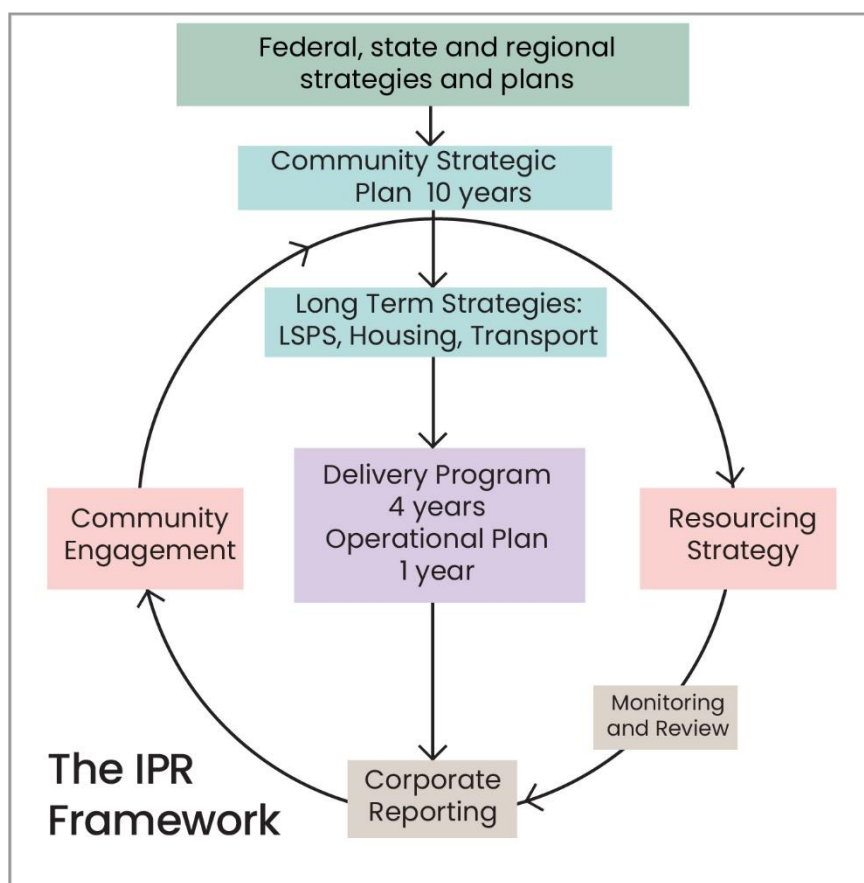 Federal, state and regional
strategies and plans
Community Strategic
Plan 10 years
Long Term Strategies:
LSPS, Housing, Transport
Delivery Program
4 years
Operational Plan
1 year
Community
Engagement
Resourcing
Strategy
Monitoring
and Review
Corporate
Reporting
The IPR
Framework